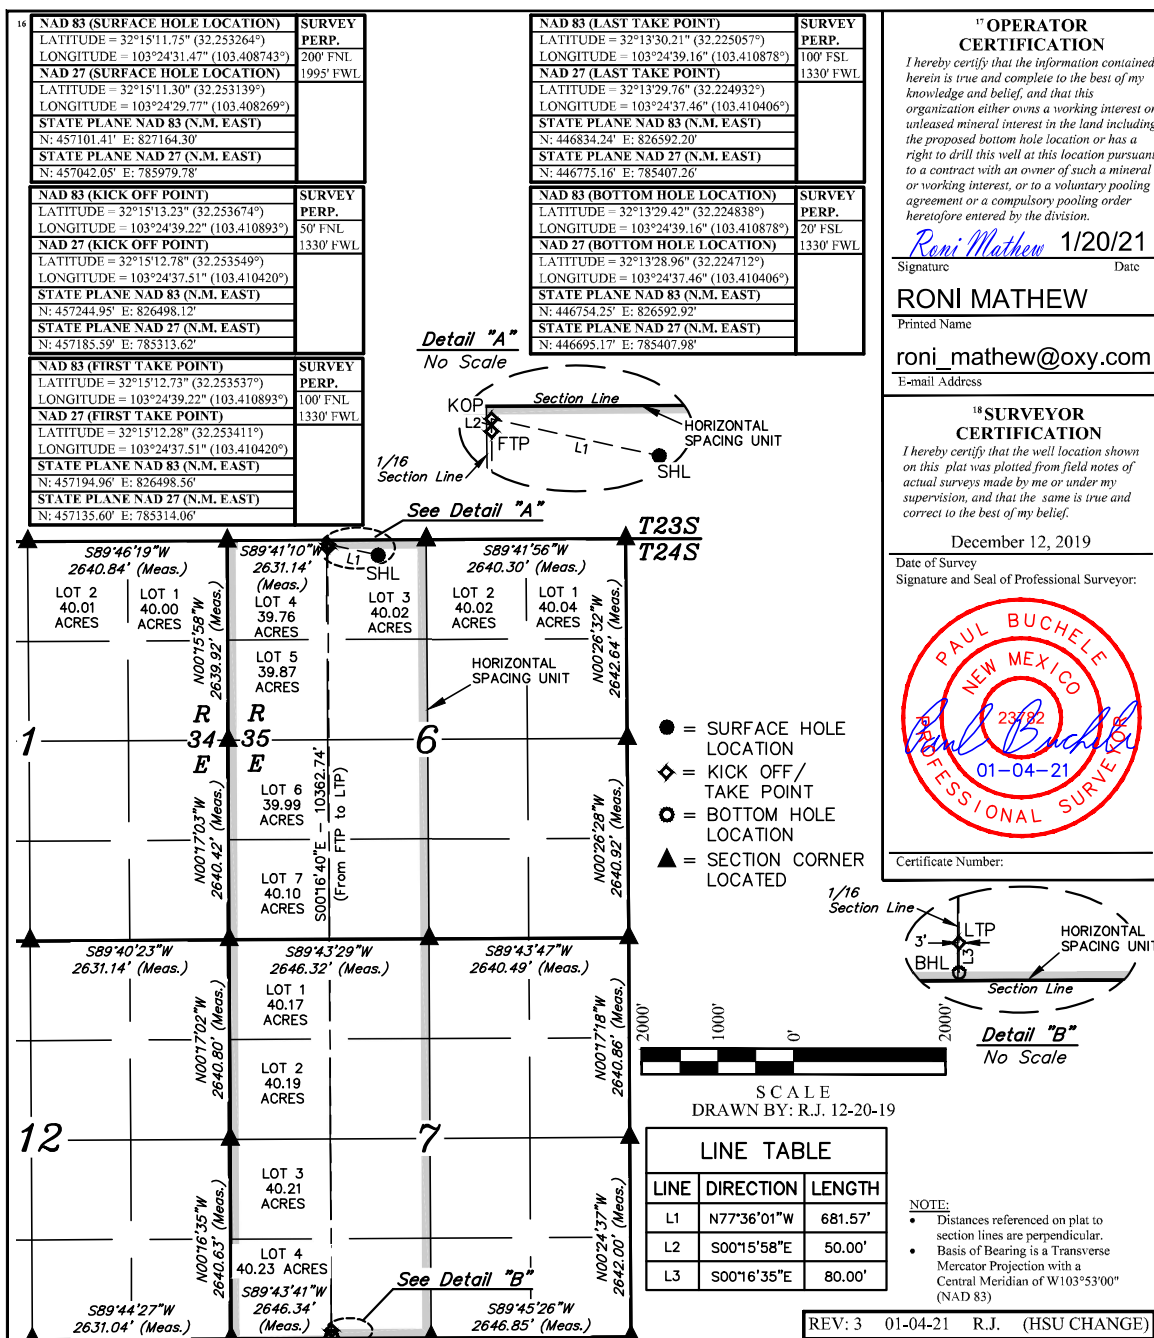 16
NAD 83 (SURFACE HOLE LOCATION)
LATITUDE = 32°15'11.75" (32.253264°)
LONGITUDE = 103°24'31.47" (103.408743°)
NAD 27 (SURFACE HOLE LOCATION)
LATITUDE = 32°15'11.30" (32.253139°)
LONGITUDE = 103°24'29.77" (103.408269°)
STATE PLANE NAD 83 (N.M. EAST)
N: 457101.41' E: 827164.30'
STATE PLANE NAD 27 (N.M. EAST)
N: 457042.05' E: 785979.78'
SURVEY
PERP.
200' FNL
1995' FWL
NAD 83 (KICK OFF POINT)
LATITUDE = 32°15'13.23" (32.253674°)
LONGITUDE = 103°24'39.22" (103.410893°)
NAD 27 (KICK OFF POINT)
LATITUDE = 32°15'12.78" (32.253549°)
LONGITUDE = 103°24'37.51" (103.410420°)
STATE PLANE NAD 83 (N.M. EAST)
N: 457244.95' E: 826498.12'
STATE PLANE NAD 27 (N.M. EAST)
N: 457185.59' E: 785313.62'
SURVEY
PERP.
50' FNL
1330' FWL
NAD 83 (FIRST TAKE POINT)
LATITUDE = 32°15'12.73" (32.253537°)
LONGITUDE = 103°24'39.22" (103.410893°)
NAD 27 (FIRST TAKE POINT)
LATITUDE = 32°15'12.28" (32.253411°)
LONGITUDE = 103°24'37.51" (103.410420°)
STATE PLANE NAD 83 (N.M. EAST)
N: 457194.96' E: 826498.56'
STATE PLANE NAD 27 (N.M. EAST)
N: 457135.60' E: 785314.06'
SURVEY
PERP.
100' FNL
1330' FWL
NAD 83 (LAST TAKE POINT)
LATITUDE = 32°13'30.21" (32.225057°)
LONGITUDE = 103°24'39.16" (103.410878°)
NAD 27 (LAST TAKE POINT)
LATITUDE = 32°13'29.76" (32.224932°)
LONGITUDE = 103°24'37.46" (103.410406°)
STATE PLANE NAD 83 (N.M. EAST)
N: 446834.24' E: 826592.20'
STATE PLANE NAD 27 (N.M. EAST)
N: 446775.16' E: 785407.26'
SURVEY
PERP.
100' FSL
1330' FWL
NAD 83 (BOTTOM HOLE LOCATION)
LATITUDE = 32°13'29.42" (32.224838°)
LONGITUDE = 103°24'39.16" (103.410878°)
NAD 27 (BOTTOM HOLE LOCATION)
LATITUDE = 32°13'28.96" (32.224712°)
LONGITUDE = 103°24'37.46" (103.410406°)
STATE PLANE NAD 83 (N.M. EAST)
N: 446754.25' E: 826592.92'
STATE PLANE NAD 27 (N.M. EAST)
N: 446695.17' E: 785407.98'
SURVEY
PERP.
20' FSL
1330' FWL
17 OPERATOR
CERTIFICATION
I hereby certify that the information contained
herein is true and complete to the best of my
knowledge and belief, and that this
organization either owns a working interest or
unleased mineral interest in the land including
the proposed bottom hole location or has a
right to drill this well at this location pursuant
to a contract with an owner of such a mineral
or working interest, or to a voluntary pooling
agreement or a compulsory pooling order
heretofore entered by the division.
Roni Mathew 1/20/21
Signature Date
RONI MATHEW
Printed Name
roni_mathew@oxy.com
E-mail Address
18 SURVEYOR
CERTIFICATION
I hereby certify that the well location shown
on this plat was plotted from field notes of
actual surveys made by me or under my
supervision, and that the same is true and
correct to the best of my belief.
December 12, 2019
Date of Survey
Signature and Seal of Professional Surveyor:
PAUL BUCHELE
NEW MEXICO
23782
PROFESSIONAL SURVEYOR
Paul Buchele
01-04-21
Certificate Number:
Detail "A"
No Scale
KOP
Section Line
L2
FTP
L1
SHL
HORIZONTAL
SPACING UNIT
1/16
Section Line
See Detail "A"
T23S
T24S
S89°46'19"W
2640.84' (Meas.)
S89°41'10"W
2631.14'
(Meas.)
L1
SHL
S89°41'56"W
2640.30' (Meas.)
LOT 2
40.01
ACRES
LOT 1
40.00
ACRES
N00°15'58"W
2639.92' (Meas.)
LOT 4
39.76
ACRES
LOT 3
40.02
ACRES
LOT 2
40.02
ACRES
LOT 1
40.04
ACRES
N00°26'32"W
2642.64' (Meas.)
LOT 5
39.87
ACRES
HORIZONTAL
SPACING UNIT
R
34
E
R
35
E
1
6
LOT 6
39.99
ACRES
N00°17'03"W
2640.42' (Meas.)
S00°16'40"E - 10362.74'
(From FTP to LTP)
N00°26'28"W
2640.92' (Meas.)
LOT 7
40.10
ACRES
= SURFACE HOLE
LOCATION
= KICK OFF/
TAKE POINT
= BOTTOM HOLE
LOCATION
= SECTION CORNER
LOCATED
S89°40'23"W
2631.14' (Meas.)
S89°43'29"W
2646.32' (Meas.)
S89°43'47"W
2640.49' (Meas.)
LOT 1
40.17
ACRES
N00°17'02"W
2640.80' (Meas.)
N00°17'18"W
2640.86' (Meas.)
LOT 2
40.19
ACRES
12
7
LOT 3
40.21
ACRES
N00°16'35"W
2640.63' (Meas.)
N00°24'37"W
2642.00' (Meas.)
LOT 4
40.23 ACRES
See Detail "B"
S89°44'27"W
2631.04' (Meas.)
S89°43'41"W
2646.34'
(Meas.)
S89°45'26"W
2646.85' (Meas.)
1/16
Section Line
LTP
3'
L3
BHL
HORIZONTAL
SPACING UNIT
Section Line
Detail "B"
No Scale
2000'
1000'
0'
2000'
SCALE
DRAWN BY: R.J. 12-20-19
LINE TABLE
LINE DIRECTION LENGTH
L1 N77°36'01"W 681.57'
L2 S00°15'58"E 50.00'
L3 S00°16'35"E 80.00'
NOTE:
• Distances referenced on plat to
section lines are perpendicular.
• Basis of Bearing is a Transverse
Mercator Projection with a
Central Meridian of W103°53'00"
(NAD 83)
REV: 3 01-04-21 R.J. (HSU CHANGE)